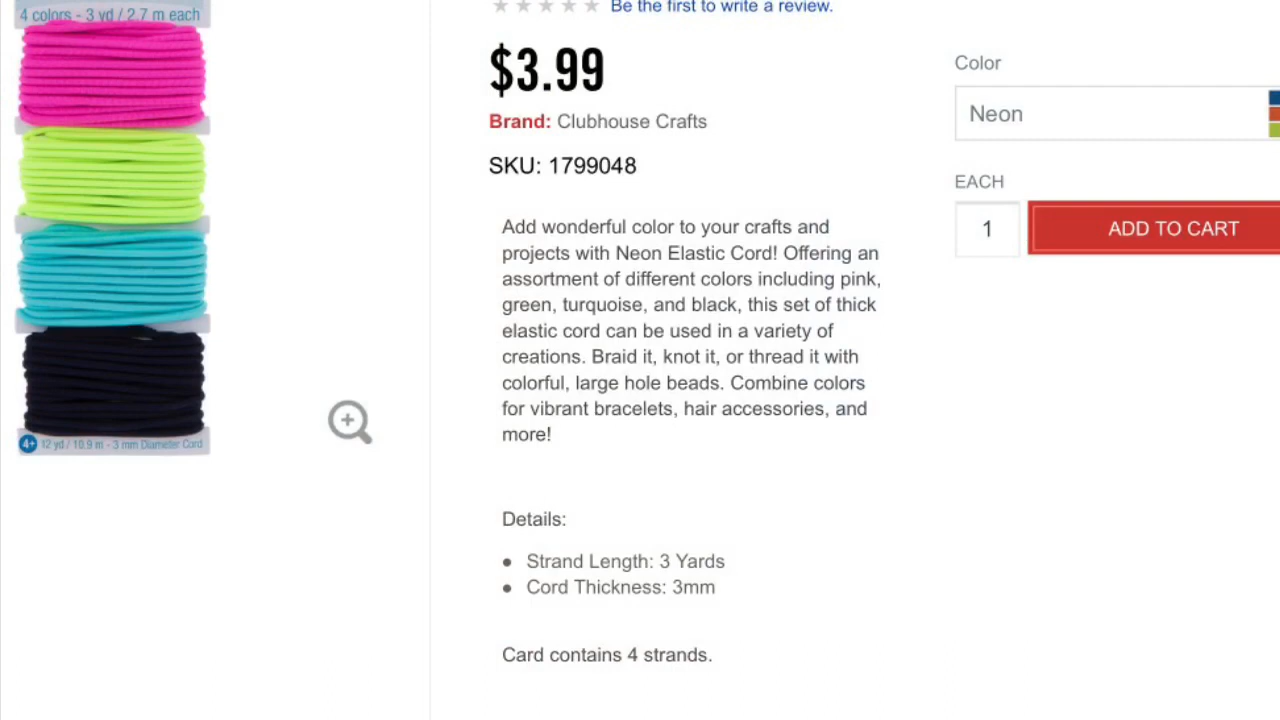 4 colors - 3 yd / 2.7 m each
4+ 12 yd / 10.9 m - 3 mm Diameter Cord
Be the first to write a review.
$3.99
Brand: Clubhouse Crafts
SKU: 1799048
Add wonderful color to your crafts and
projects with Neon Elastic Cord! Offering an
assortment of different colors including pink,
green, turquoise, and black, this set of thick
elastic cord can be used in a variety of
creations. Braid it, knot it, or thread it with
colorful, large hole beads. Combine colors
for vibrant bracelets, hair accessories, and
more!
Details:
• Strand Length: 3 Yards
• Cord Thickness: 3mm
Card contains 4 strands.
Color
Neon
EACH
1
ADD TO CART